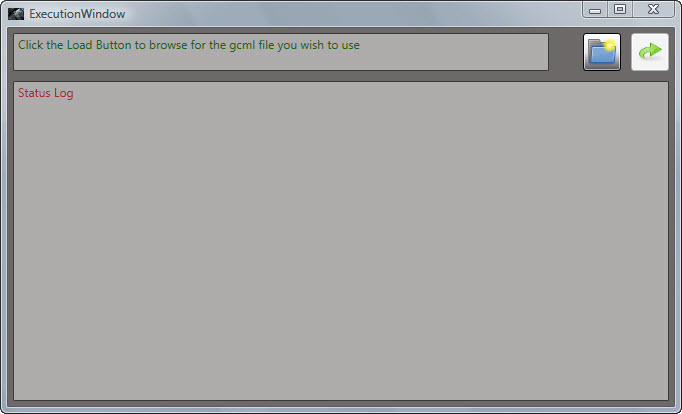 ExecutionWindow
Click the Load Button to browse for the gcml file you wish to use
Status Log